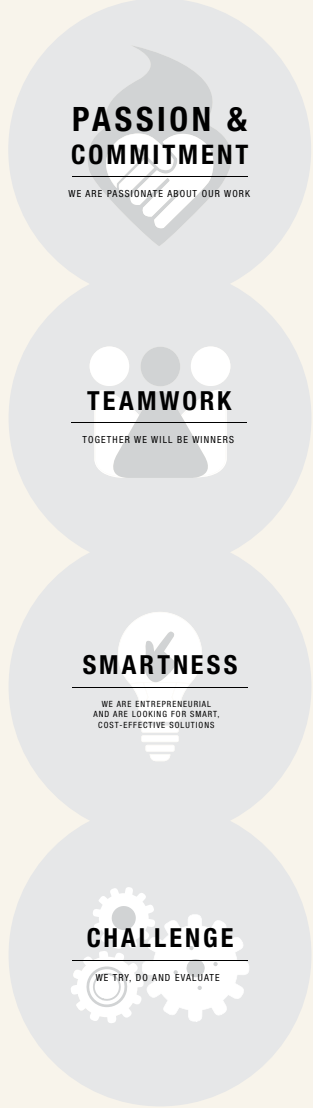 PASSION &
COMMITMENT
WE ARE PASSIONATE ABOUT OUR WORK
TEAMWORK
TOGETHER WE WILL BE WINNERS
SMARTNESS
WE ARE ENTREPRENEURIAL
AND ARE LOOKING FOR SMART,
COST-EFFECTIVE SOLUTIONS
CHALLENGE
WE TRY, DO AND EVALUATE